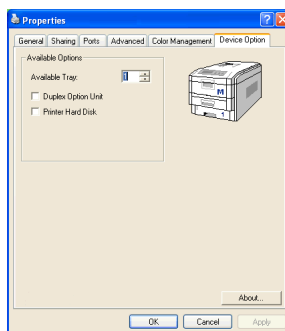 Properties
General Sharing Ports Advanced Color Management Device Option
Available Options
Available Tray: 1
Duplex Option Unit
Printer Hard Disk
M
1
About...
OK Cancel Apply